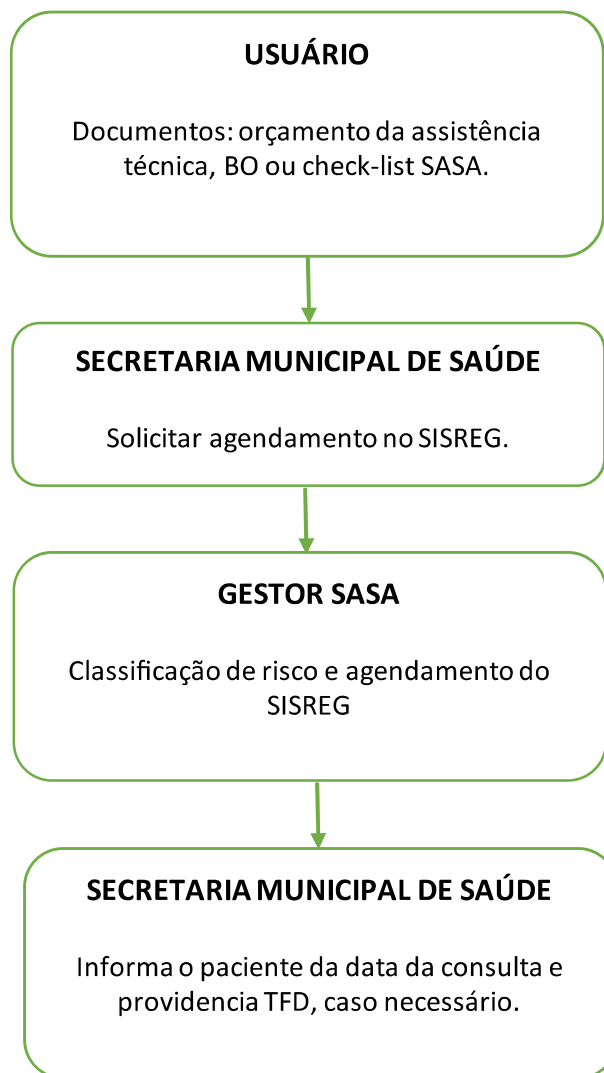 USUÁRIO
Documentos: orçamento da assistência
técnica, BO ou check-list SASA.
SECRETARIA MUNICIPAL DE SAÚDE
Solicitar agendamento no SISREG.
GESTOR SASA
Classificação de risco e agendamento do
SISREG
SECRETARIA MUNICIPAL DE SAÚDE
Informa o paciente da data da consulta e
providencia TFD, caso necessário.